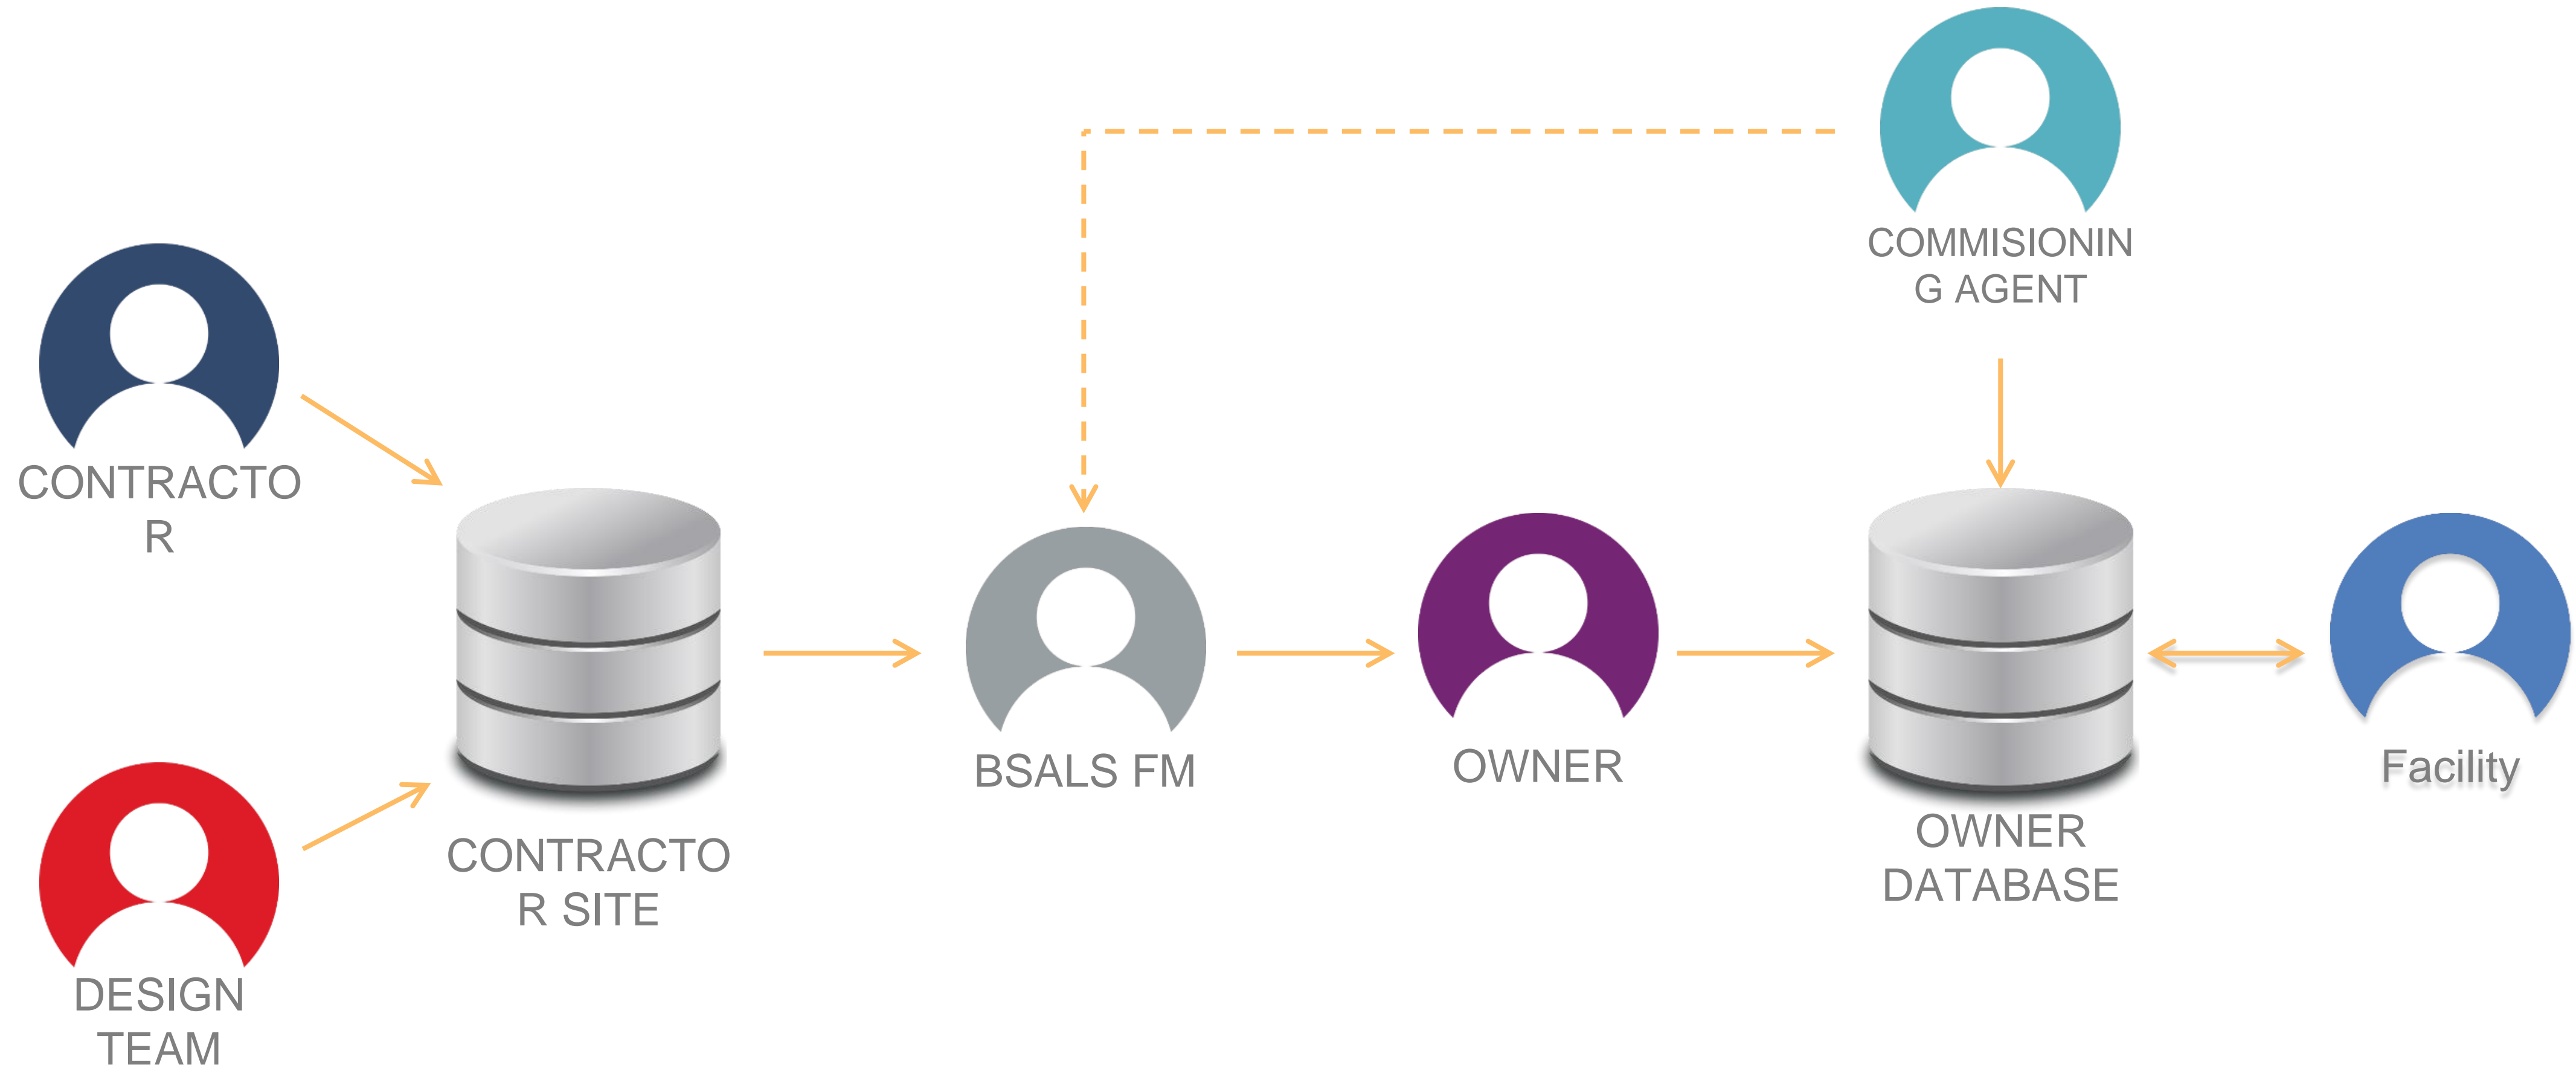 COMMISIONIN
G AGENT
CONTRACTO
R
BSALS FM
OWNER
Facility
CONTRACTO
R SITE
OWNER
DATABASE
DESIGN
TEAM